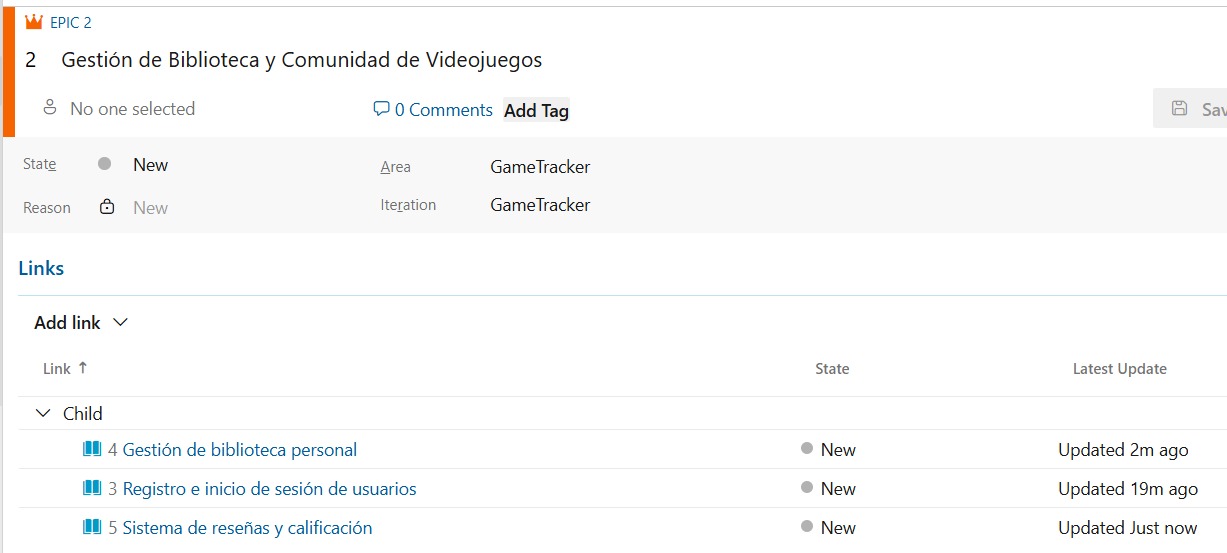 EPIC 2
2 Gestión de Biblioteca y Comunidad de Videojuegos
No one selected 0 Comments Add Tag
State New Area GameTracker
Reason New Iteration GameTracker
Links
Add link
Link ↑ State Latest Update
Child
4 Gestión de biblioteca personal New Updated 2m ago
3 Registro e inicio de sesión de usuarios New Updated 19m ago
5 Sistema de reseñas y calificación New Updated Just now